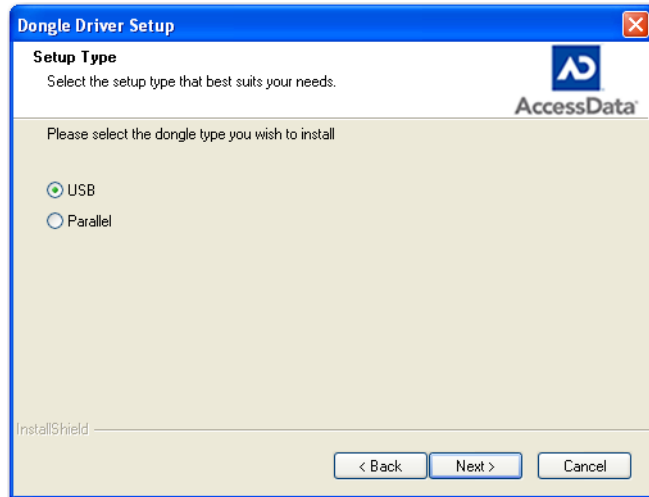 Dongle Driver Setup
Setup Type
Select the setup type that best suits your needs.
AccessData
Please select the dongle type you wish to install
USB
Parallel
InstallShield
< Back
Next >
Cancel